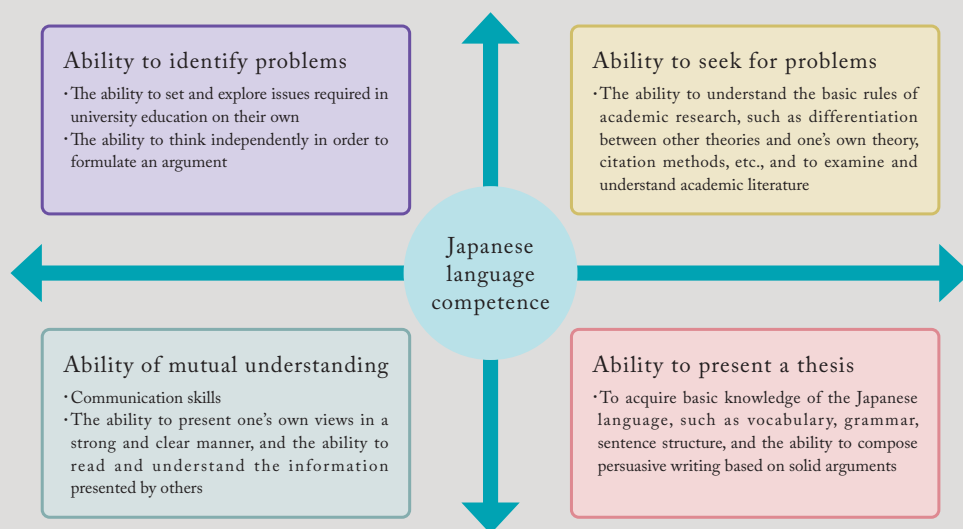 Ability to identify problems
・The ability to set and explore issues required in
university education on their own
・The ability to think independently in order to
formulate an argument
Ability to seek for problems
・The ability to understand the basic rules of
academic research, such as differentiation
between other theories and one's own theory,
citation methods, etc., and to examine and
understand academic literature
Japanese
language
competence
Ability of mutual understanding
・Communication skills
・The ability to present one's own views in a
strong and clear manner, and the ability to
read and understand the information
presented by others
Ability to present a thesis
・To acquire basic knowledge of the Japanese
language, such as vocabulary, grammar,
sentence structure, and the ability to compose
persuasive writing based on solid arguments